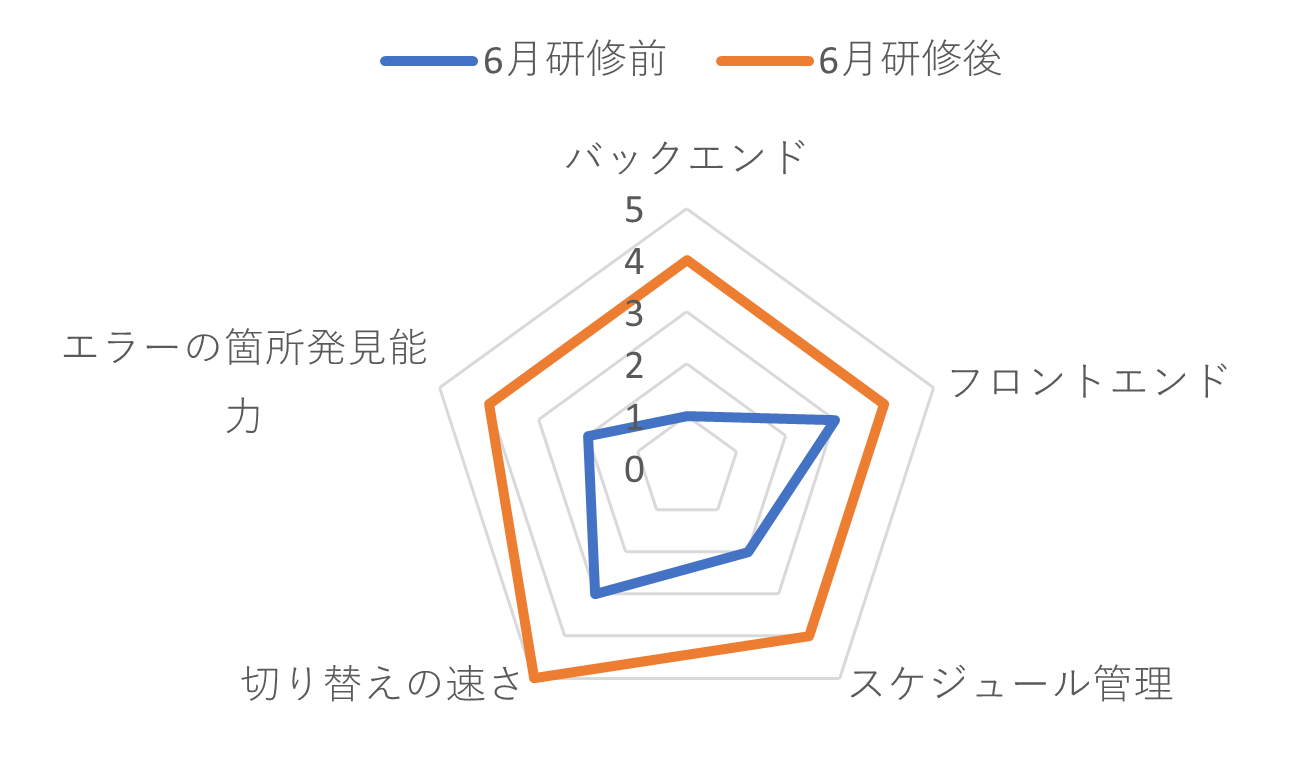 6月研修前 6月研修後
バックエンド
5
4
3
2
1
0
フロントエンド
スケジュール管理
切り替えの速さ
エラーの箇所発見能
力